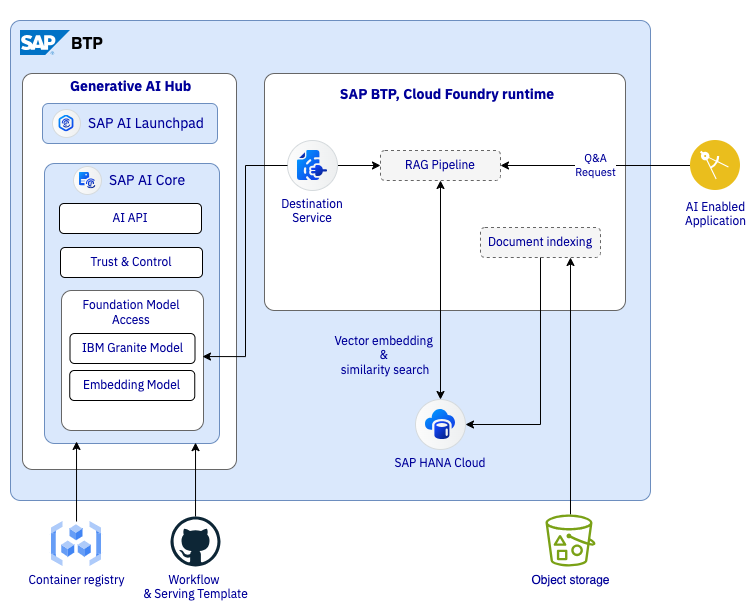 SAP
BTP
Generative AI Hub
SAP AI Launchpad
SAP AI Core
AI API
Trust & Control
Foundation Model
Access
IBM Granite Model
Embedding Model
SAP BTP, Cloud Foundry runtime
Destination
Service
RAG Pipeline
Q&A
Request
AI Enabled
Application
Document indexing
Vector embedding
&
similarity search
SAP HANA Cloud
Container registry
Workflow
& Serving Template
Object storage